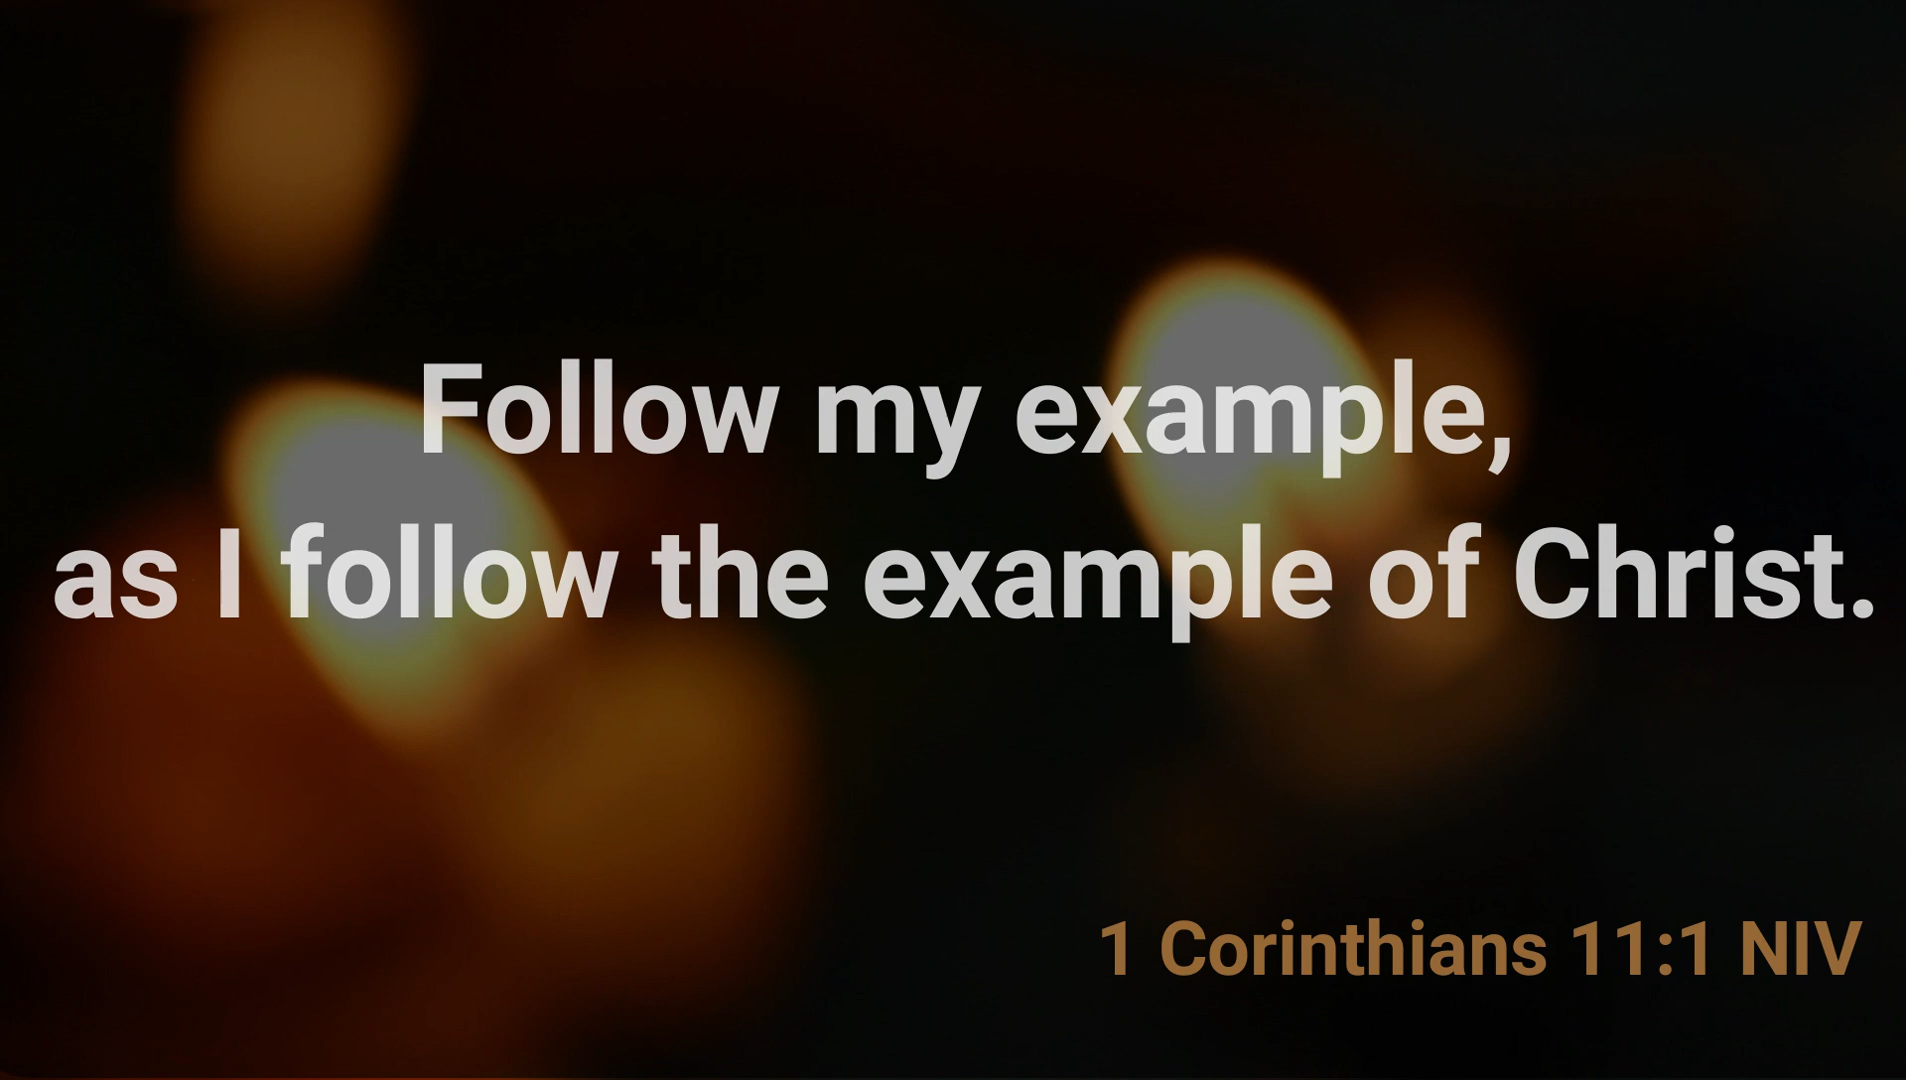 Follow my example,
as I follow the example of Christ.
1 Corinthians 11:1 NIV